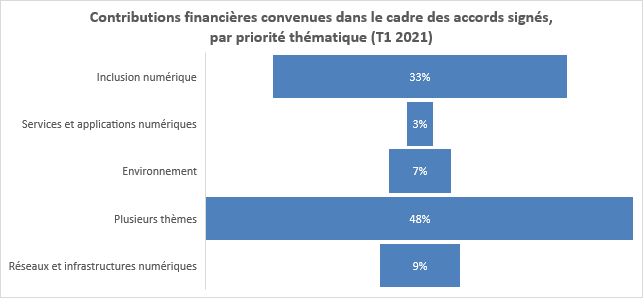 Contributions financières convenues dans le cadre des accords signés,
par priorité thématique (T1 2021)
Inclusion numérique
33%
Services et applications numériques
3%
Environnement
7%
Plusieurs thèmes
48%
Réseaux et infrastructures numériques
9%